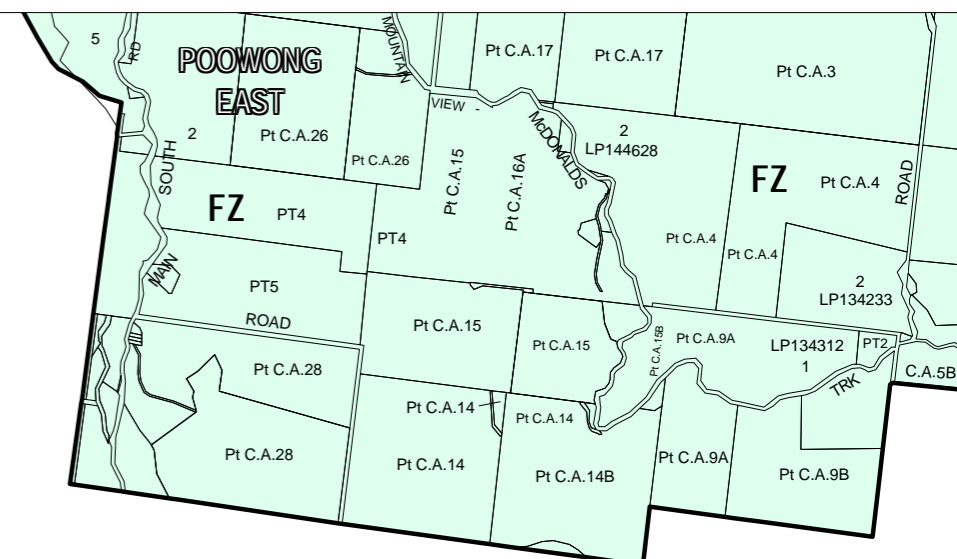 5
RD
POOWONG
EAST
MOUNTAIN
Pt C.A.17
Pt C.A.17
Pt C.A.3
VIEW -
McDONALDS
2
Pt C.A.26
Pt C.A.26
2
LP144628
SOUTH
Pt C.A.15
Pt C.A.16A
FZ
Pt C.A.4
ROAD
FZ
PT4
PT4
Pt C.A.4
Pt C.A.4
MAIN
PT5
2
LP134233
ROAD
Pt C.A.15
Pt C.A.15
Pt C.A.15B
Pt C.A.9A
LP134312
1
PT2
C.A.5B
TRK
Pt C.A.28
Pt C.A.14
Pt C.A.14
Pt C.A.28
Pt C.A.14
Pt C.A.14B
Pt C.A.9A
Pt C.A.9B